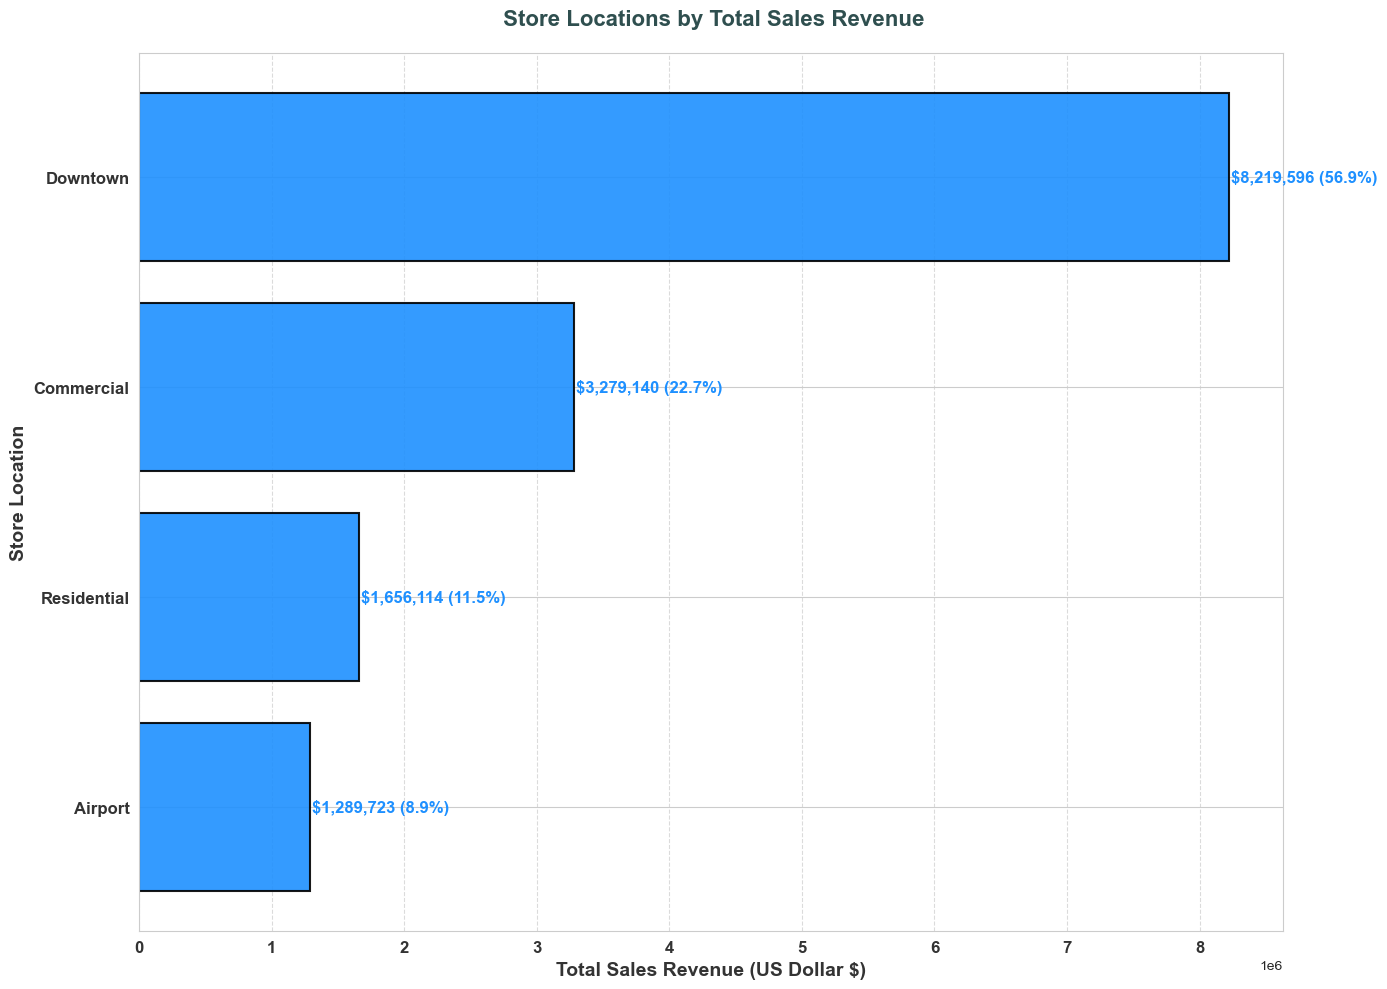 Store Locations by Total Sales Revenue
Downtown
$8,219,596 (56.9%)
Commercial
$3,279,140 (22.7%)
Store Location
Residential
$1,656,114 (11.5%)
Airport
$1,289,723 (8.9%)
0 1 2 3 4 5 6 7 8
1e6
Total Sales Revenue (US Dollar $)